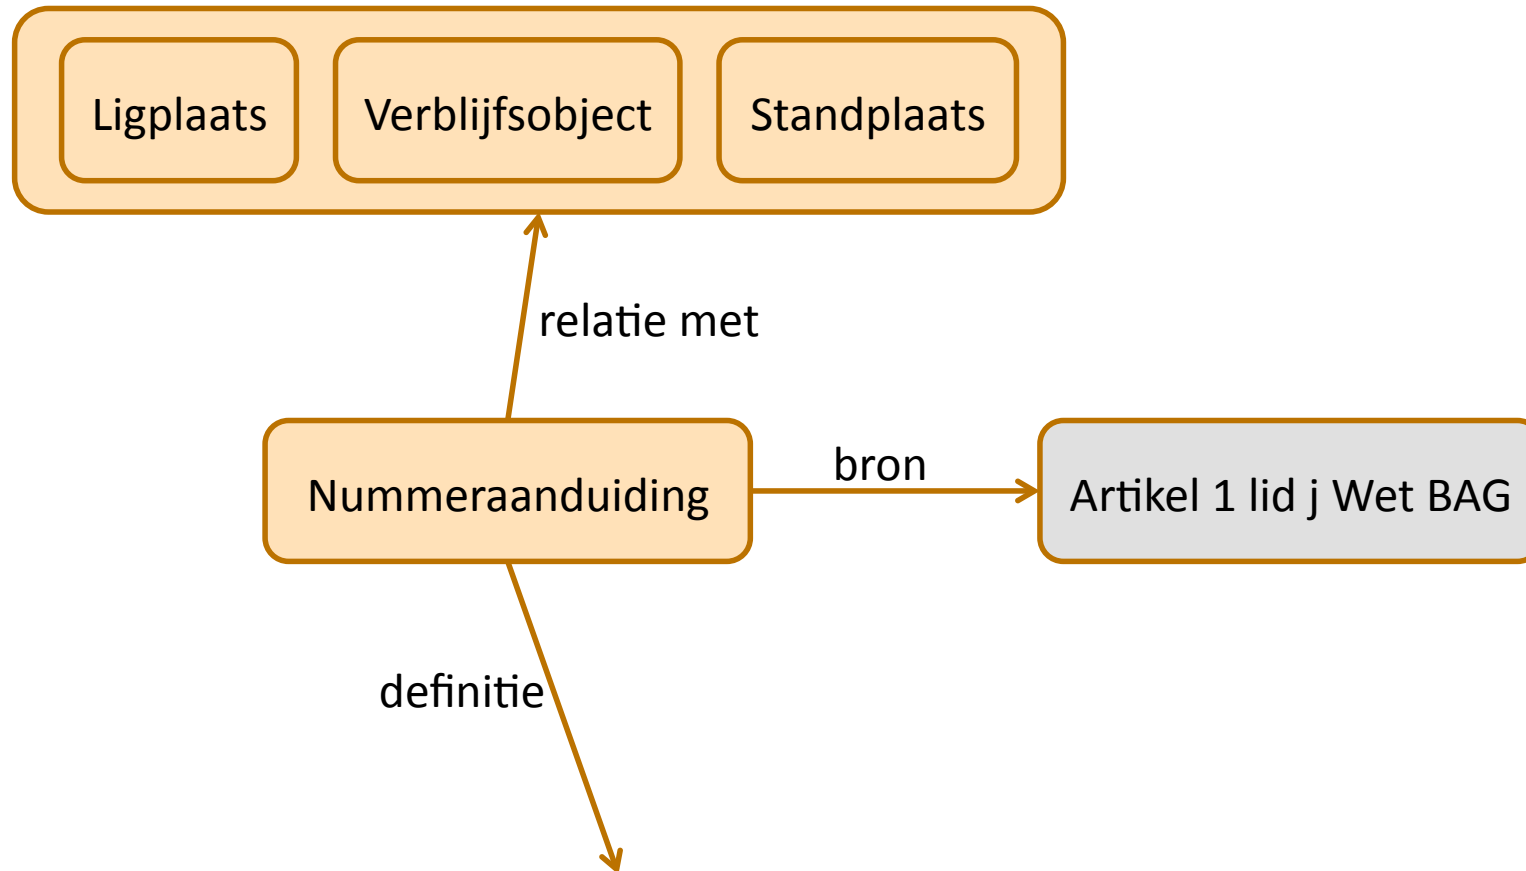 Ligplaats
Verblijfsobject
Standplaats
relatie met
Nummeraanduiding
bron
Artikel 1 lid j Wet BAG
definitie